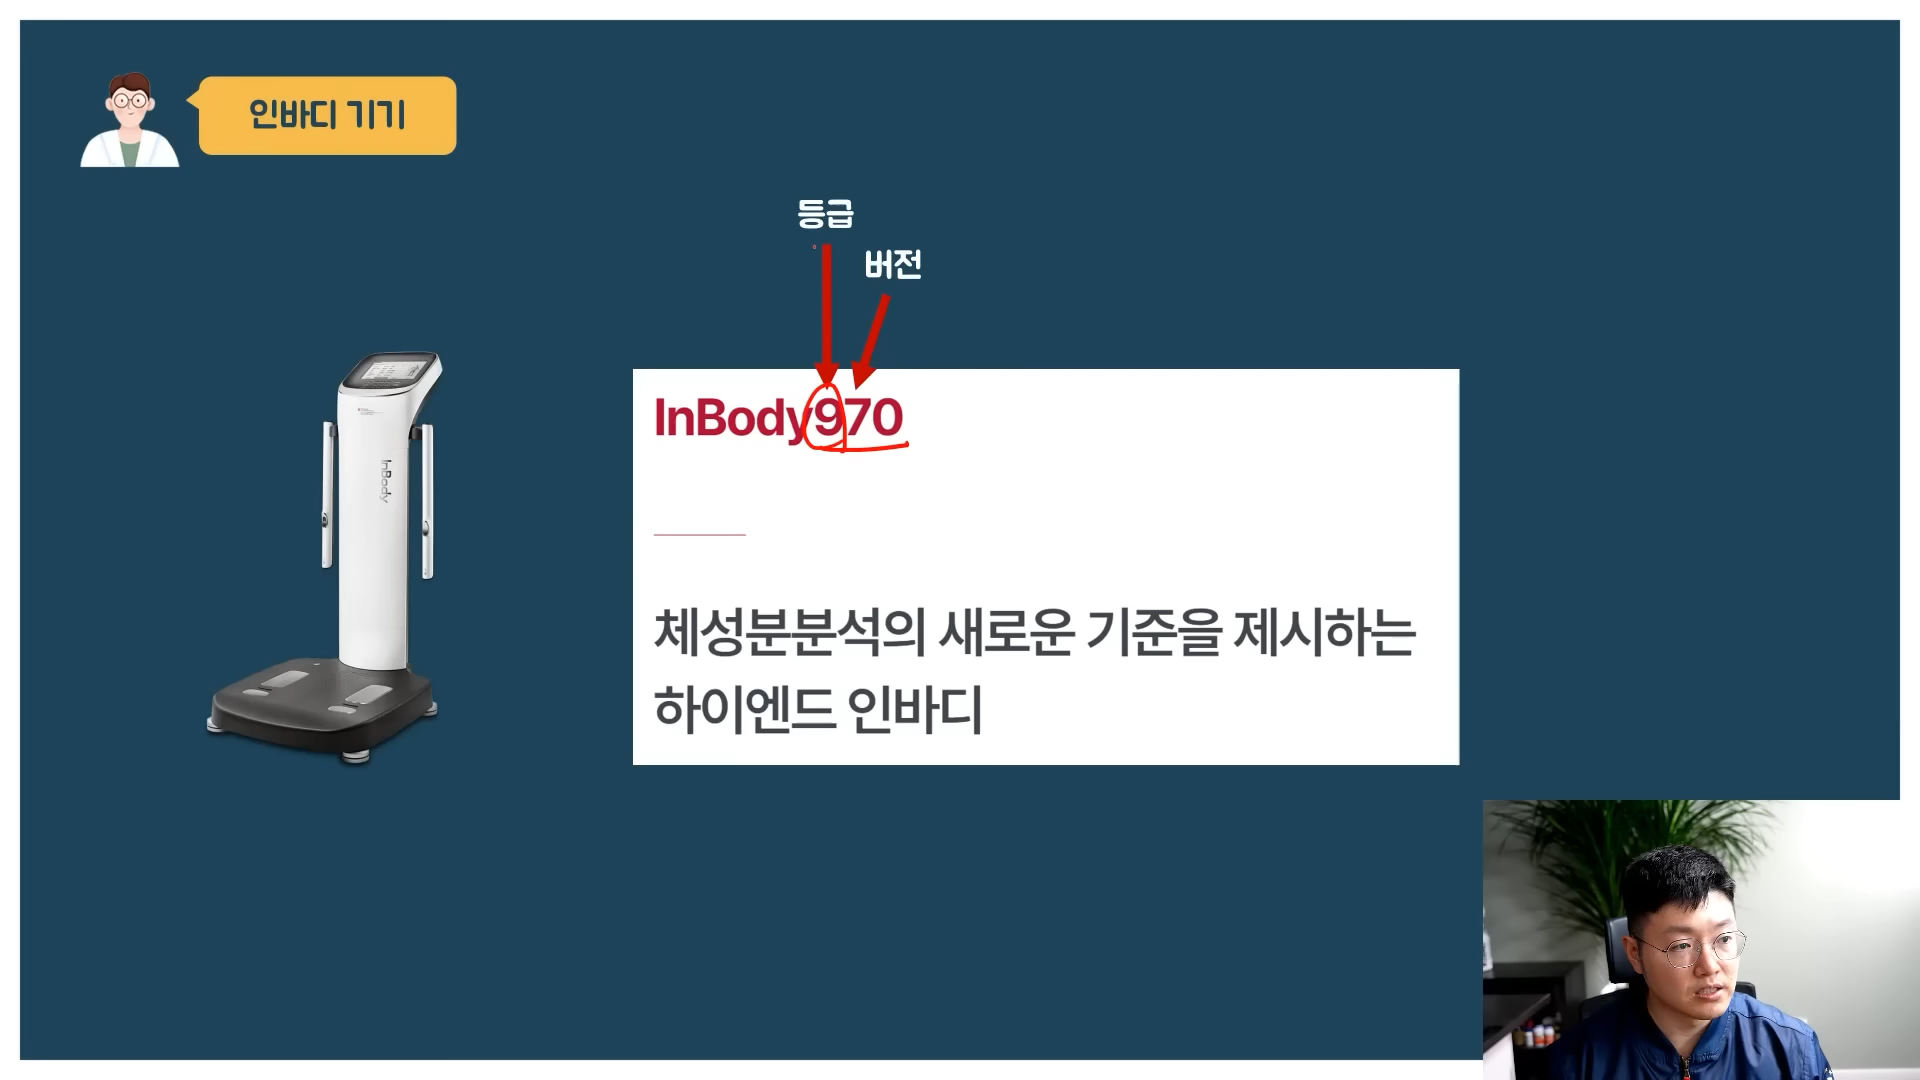 인바디 기기
등급
버전
InBody970
InBody
체성분분석의 새로운 기준을 제시하는
하이엔드 인바디